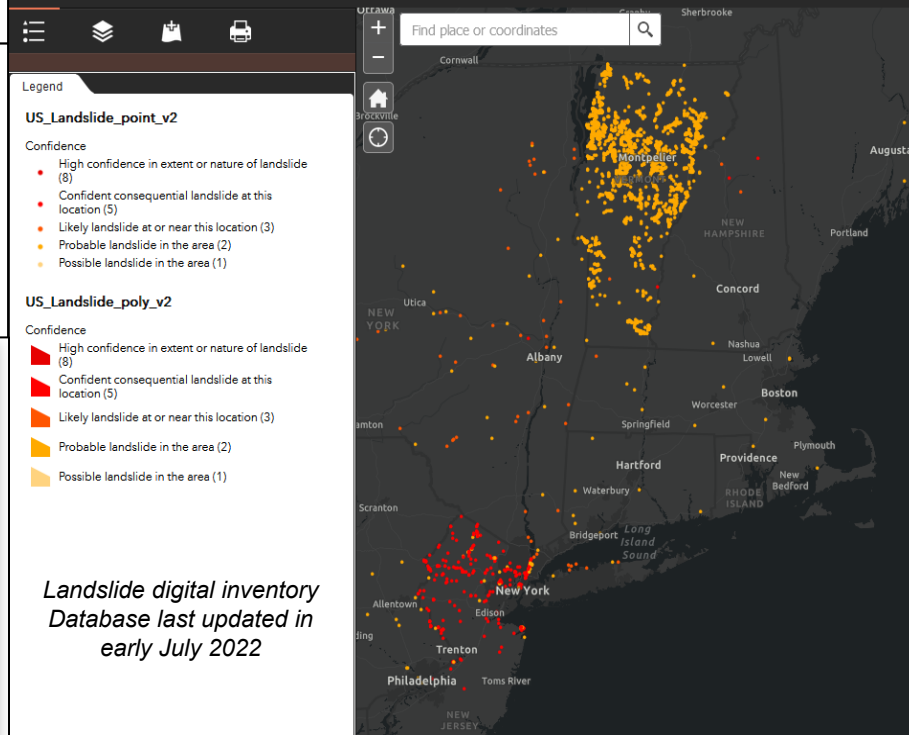 Legend
US_Landslide_point_v2
Confidence
High confidence in extent or nature of landslide
(8)
Confident consequential landslide at this
location (5)
Likely landslide at or near this location (3)
Probable landslide in the area (2)
Possible landslide in the area (1)
US_Landslide_poly_v2
Confidence
High confidence in extent or nature of landslide
(8)
Confident consequential landslide at this
location (5)
Likely landslide at or near this location (3)
Probable landslide in the area (2)
Possible landslide in the area (1)
Landslide digital inventory
Database last updated in
early July 2022
+
Find place or coordinates
−
Sherbrooke
Cornwall
Brockville
Montpelier
VERMONT
Augusta
NEW
HAMPSHIRE
Portland
Concord
Utica
NEW
YORK
Nashua
Lowell
Albany
Boston
Worcester
amton
Springfield
Plymouth
Providence
Hartford
New
Bedford
RHODE
ISLAND
Waterbury
Scranton
Bridgeport
Long
Island
Sound
New York
Allentown
Edison
ding
Trenton
Philadelphia
Toms River
NEW
JERSEY